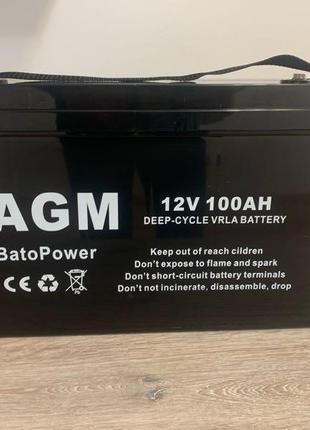 AGM
BatoPower
12V 100AH
DEEP-CYCLE VRLA BATTERY
Keep out of reach cildren
Don't expose to flame and spark
Don't short-circuit battery terminals
Don't not incinerate, disassemble, drop
CE